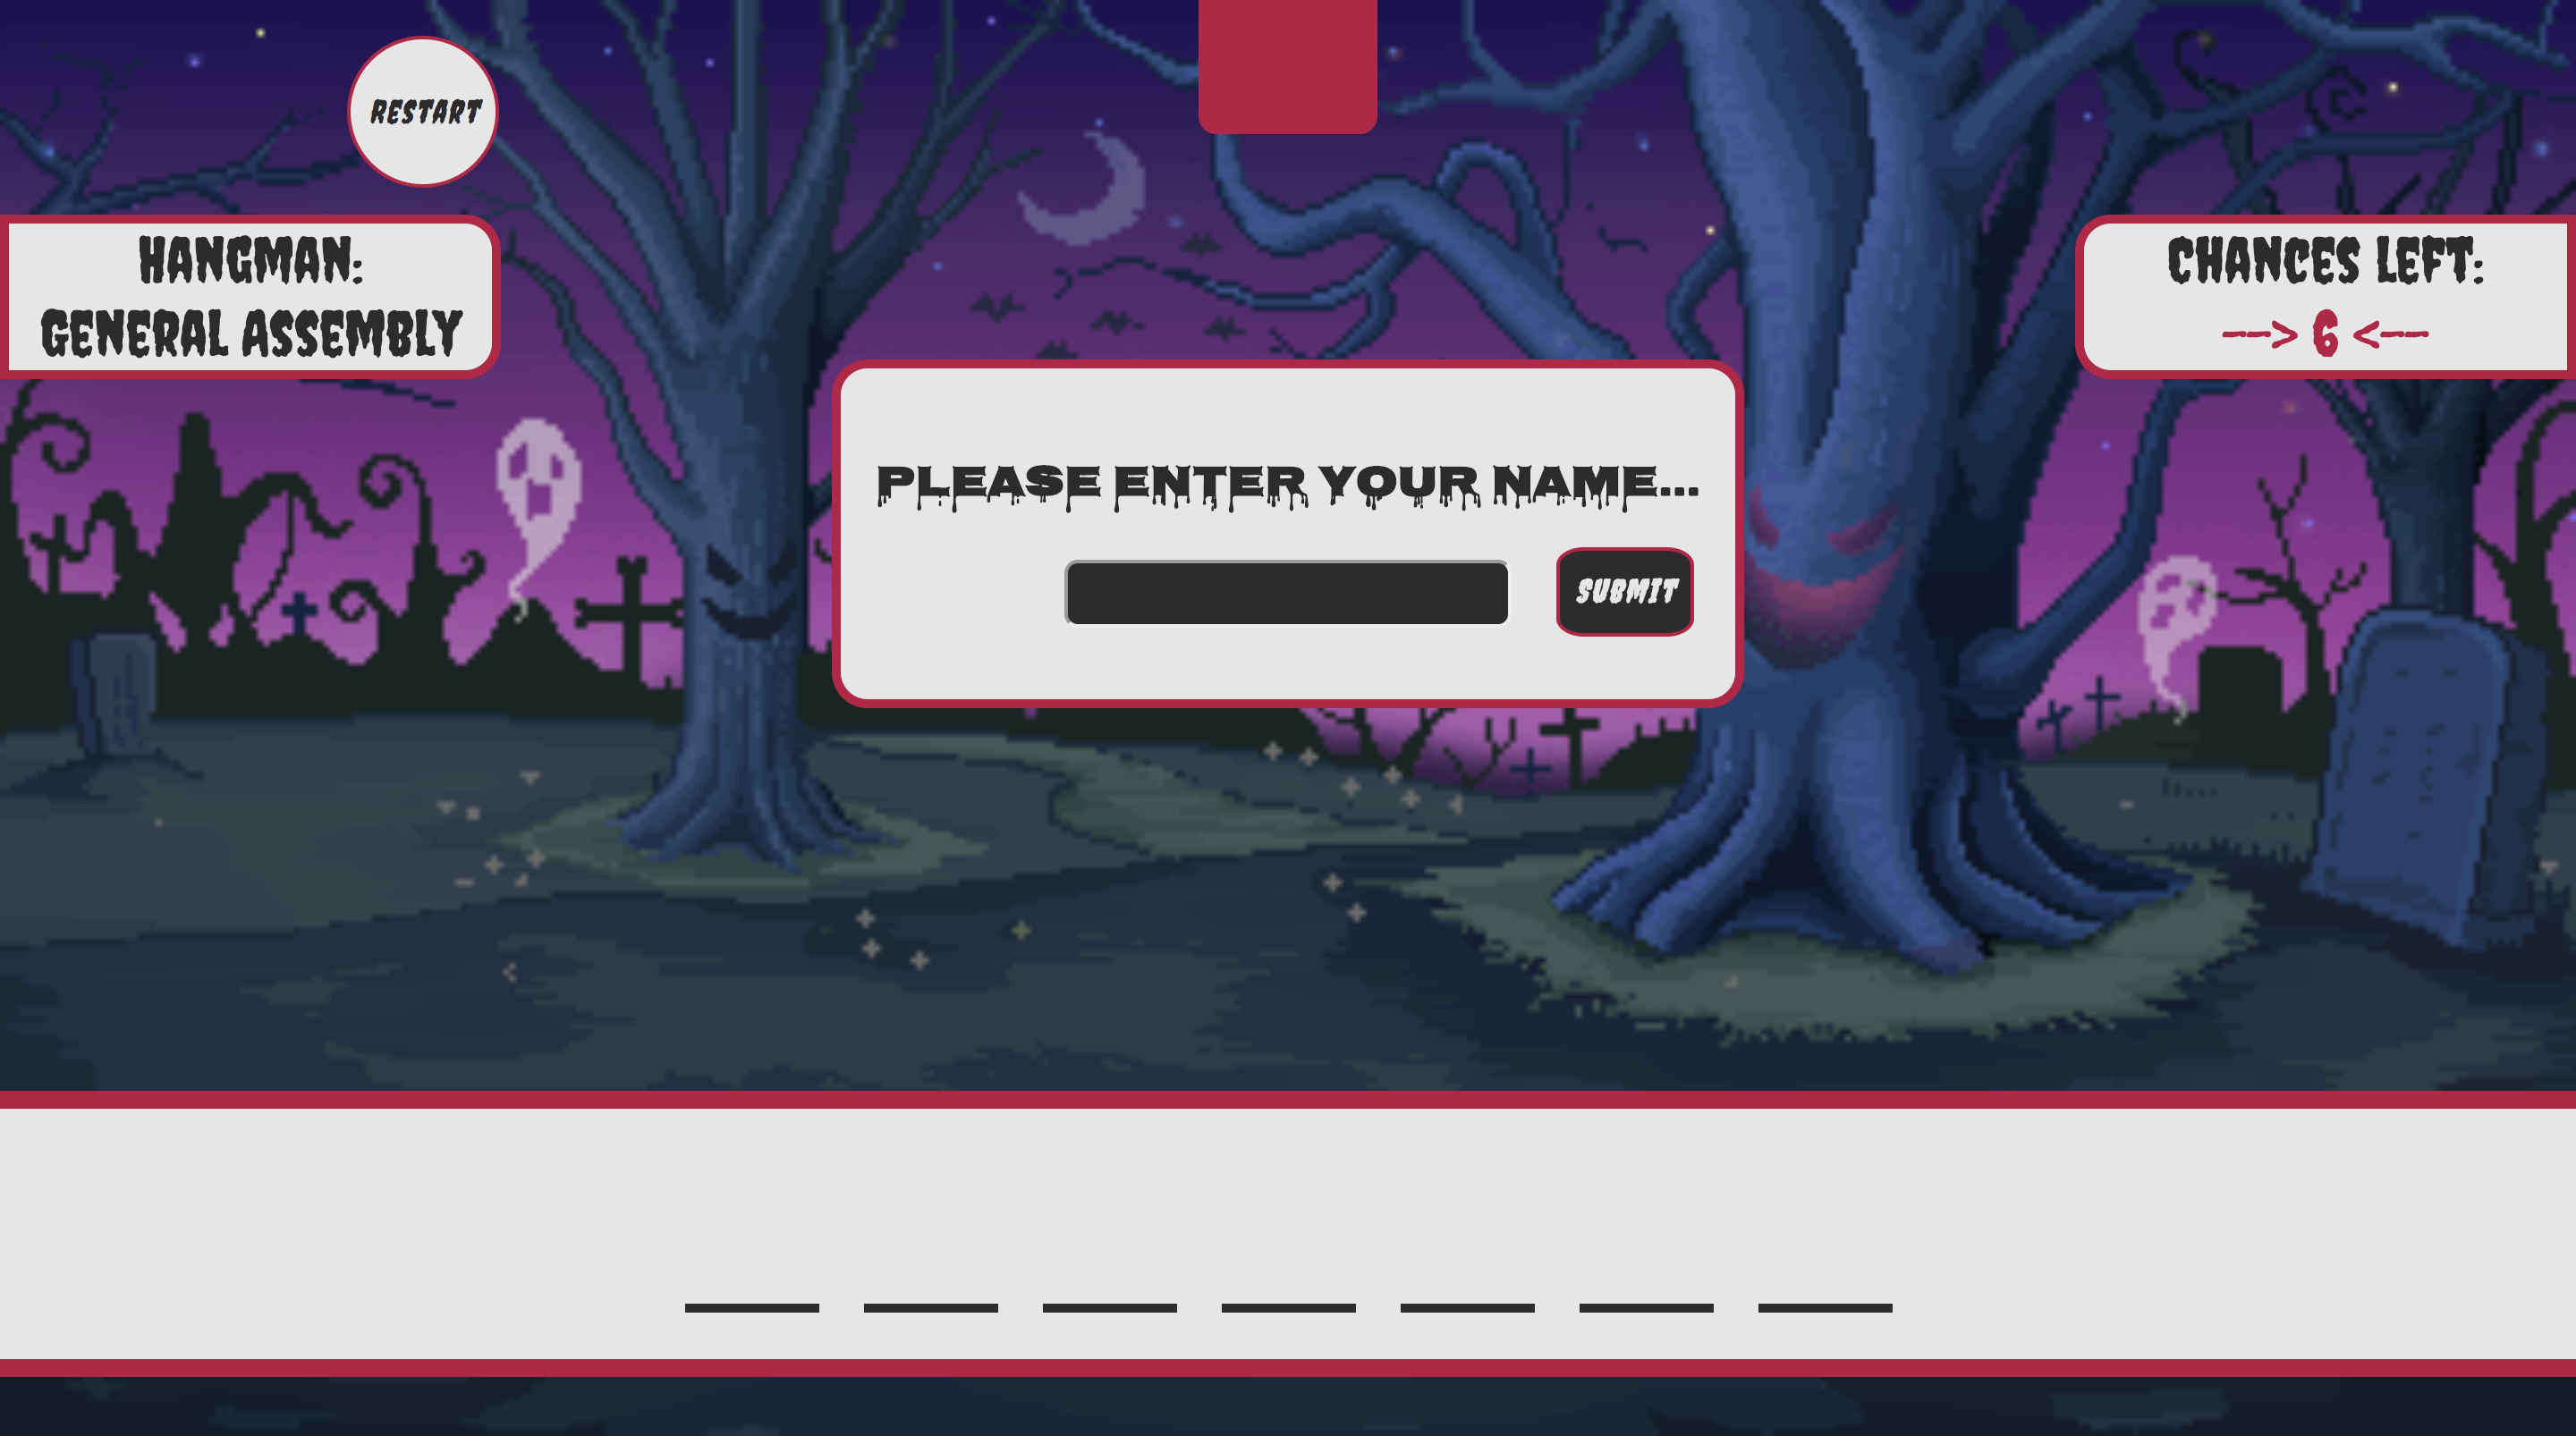 RESTART
HANGMAN:
GENERAL ASSEMBLY
CHANCES LEFT:
--> 6 <--
PLEASE ENTER YOUR NAME...
SUBMIT